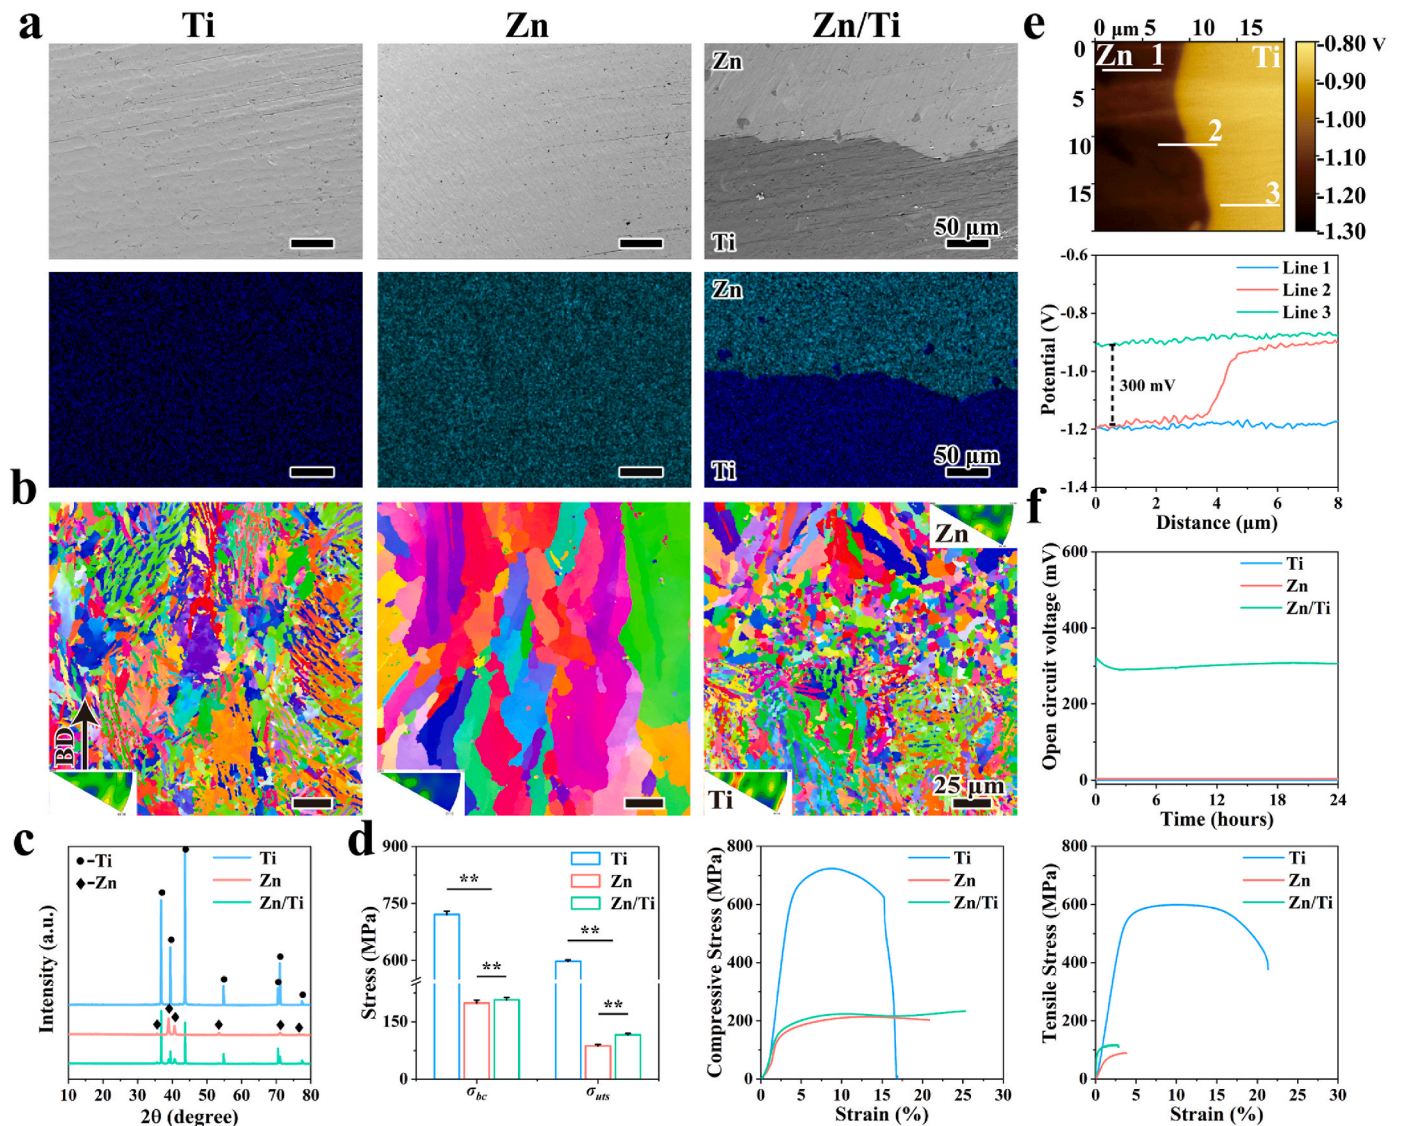 a
Ti
Zn
Zn/Ti
Zn
Ti
50 μm
Zn
Ti
50 μm
b
BD
Zn
Ti
25 μm
c
●-Ti
◆-Zn
Ti
Zn
Zn/Ti
Intensity (a.u.)
10 20 30 40 50 60 70 80
2θ (degree)
d
Stress (MPa)
900
750
600
150
0
Ti
Zn
Zn/Ti
**
**
**
**
σbc
σuts
Compressive Stress (MPa)
800
600
400
200
0
Ti
Zn
Zn/Ti
0 5 10 15 20 25 30
Strain (%)
Tensile Stress (MPa)
800
600
400
200
0
Ti
Zn
Zn/Ti
0 5 10 15 20 25 30
Strain (%)
e
0 μm 5 10 15
0
5
10
15
Zn 1
Ti
2
3
-0.80 V
-0.90
-1.00
-1.10
-1.20
-1.30
Potential (V)
-0.6
-0.8
-1.0
-1.2
-1.4
Line 1
Line 2
Line 3
300 mV
0 2 4 6 8
Distance (μm)
f
Open circuit voltage (mV)
600
400
200
0
Ti
Zn
Zn/Ti
0 6 12 18 24
Time (hours)